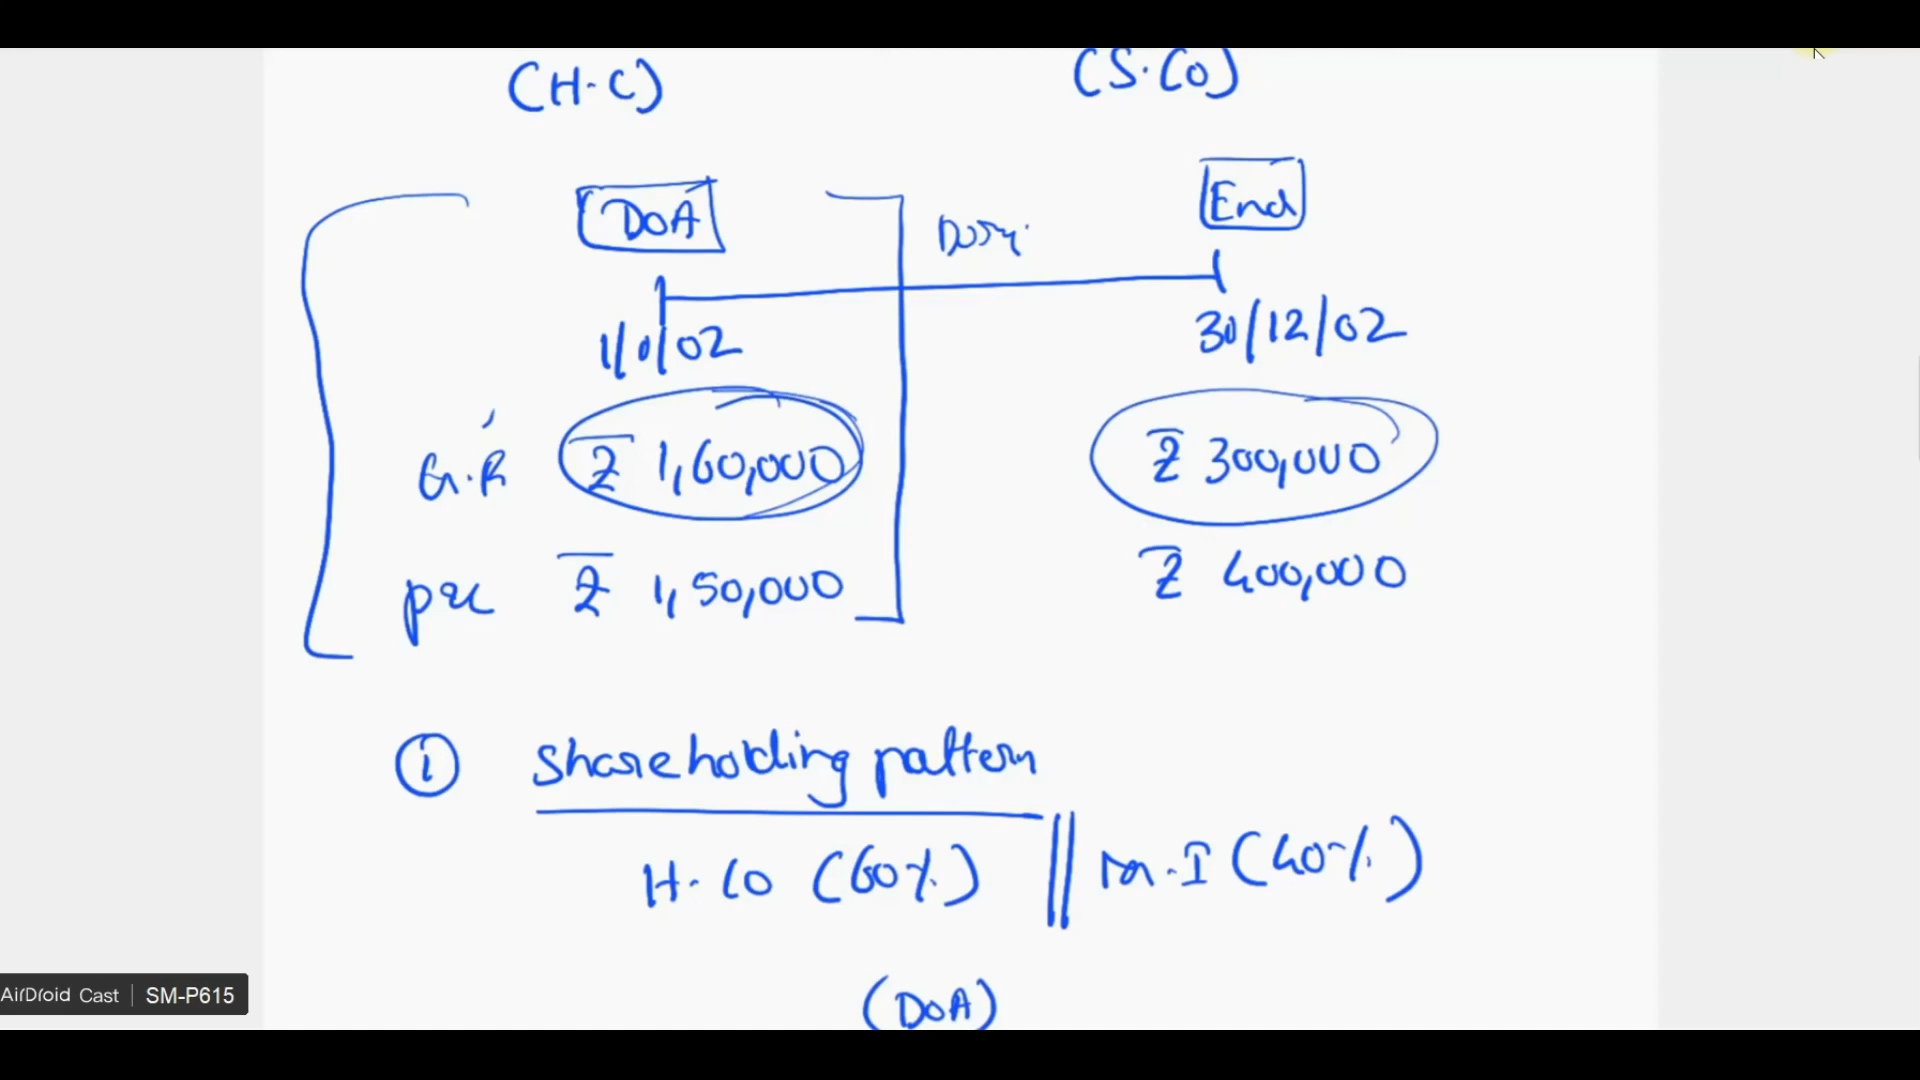 (H-C) (S.Co)
DOA End
1/1/02 30/12/02
G.R ₹ 1,60,000 ₹ 300,000
₹ 1,50,000 ₹ 400,000
① Shareholding pattern
H-Co (60%) || M.I (40%)
(DOA)
AirDroid Cast | SM-P615